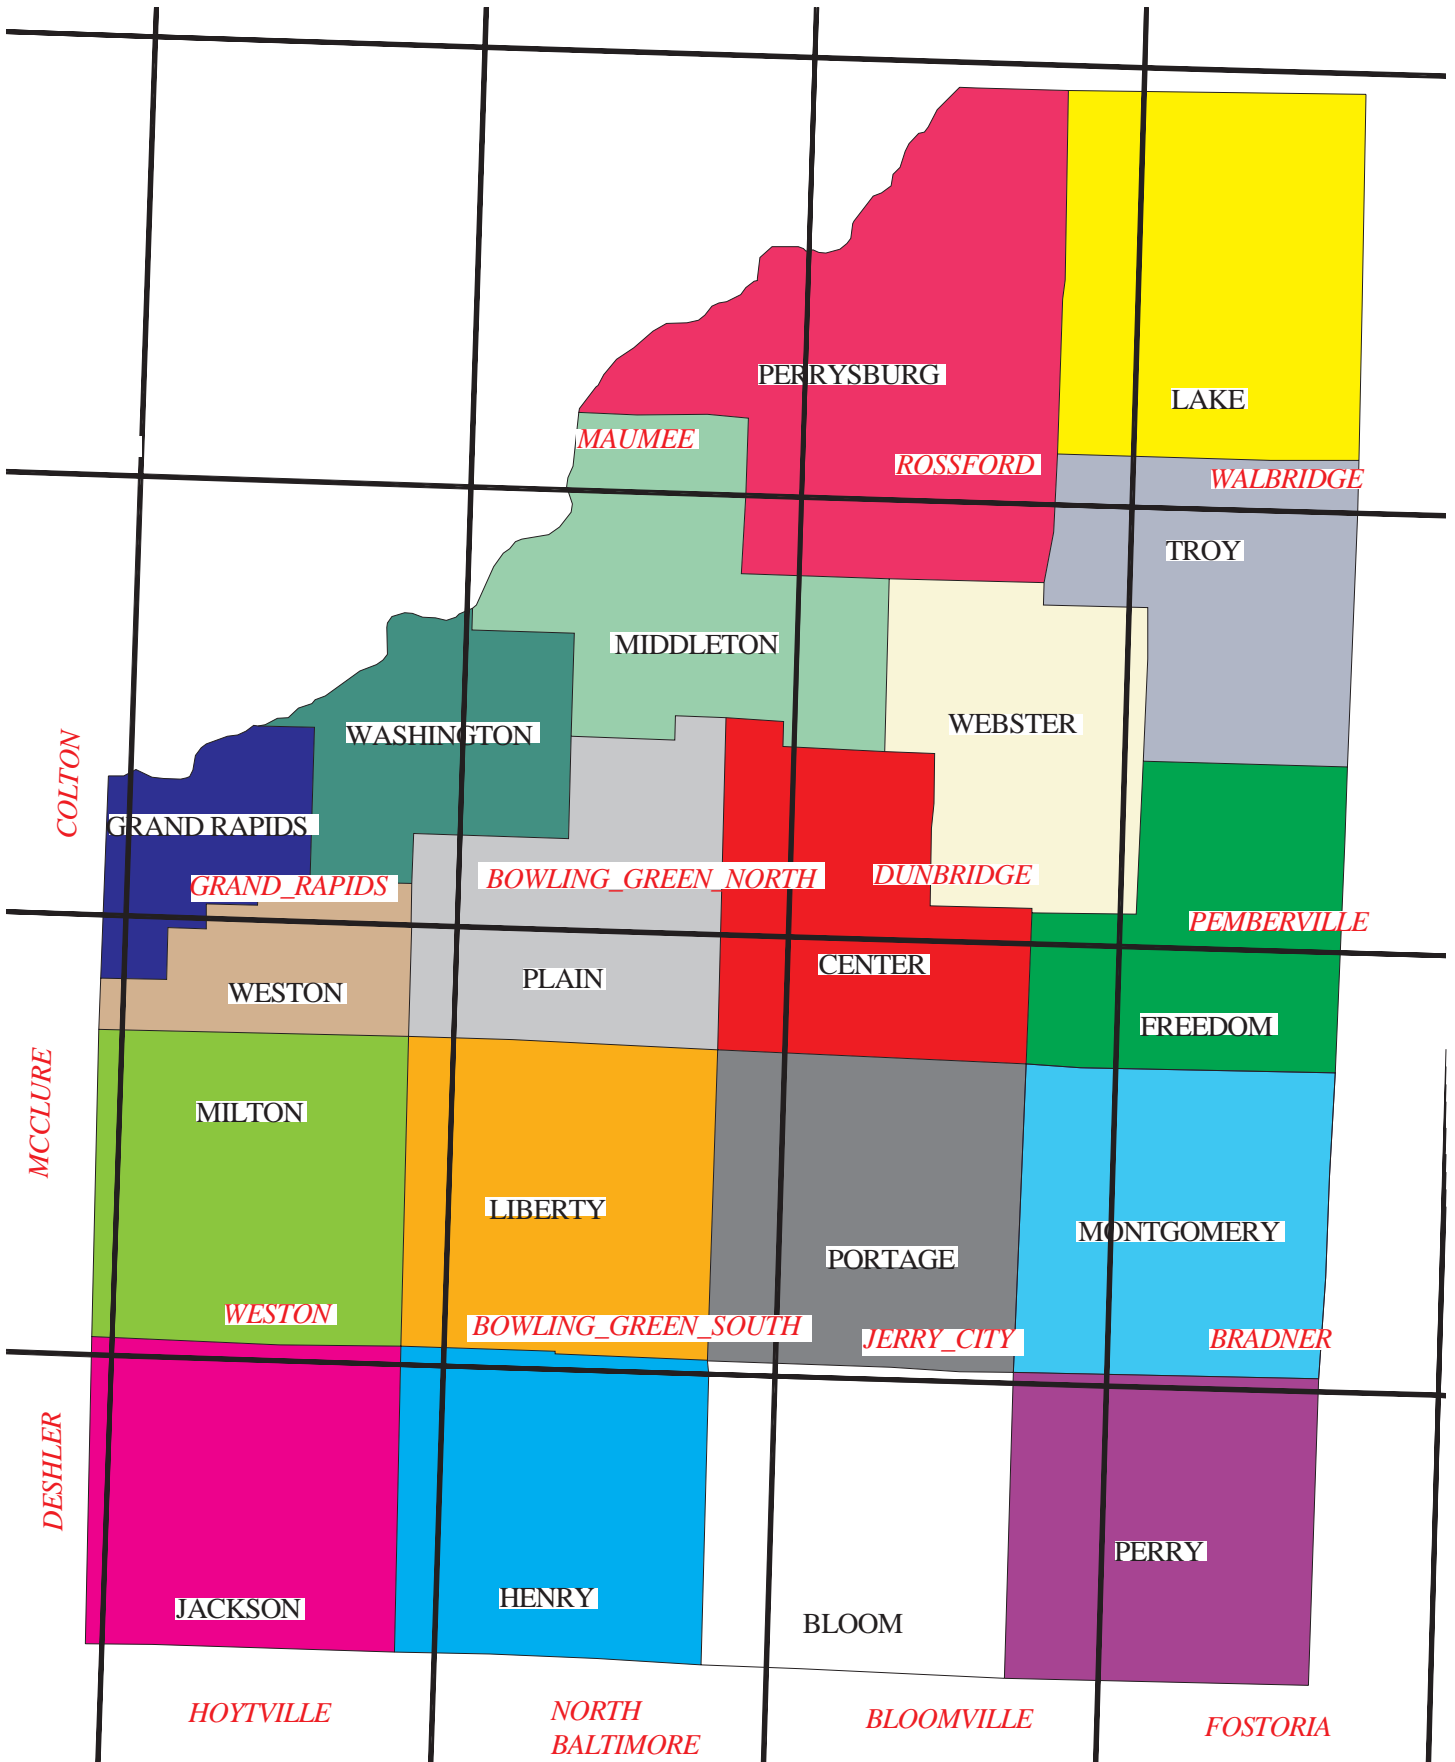 PERRYSBURG
LAKE
MAUMEE
ROSSFORD
WALBRIDGE
TROY
MIDDLETON
WEBSTER
WASHINGTON
COLTON
GRAND RAPIDS
GRAND_RAPIDS
BOWLING_GREEN_NORTH
DUNBRIDGE
PEMBERVILLE
CENTER
PLAIN
WESTON
FREEDOM
MCCLURE
MILTON
LIBERTY
MONTGOMERY
PORTAGE
WESTON
BOWLING_GREEN_SOUTH
JERRY_CITY
BRADNER
DESHLER
PERRY
HENRY
JACKSON
BLOOM
HOYTVILLE
NORTH
BALTIMORE
BLOOMVILLE
FOSTORIA